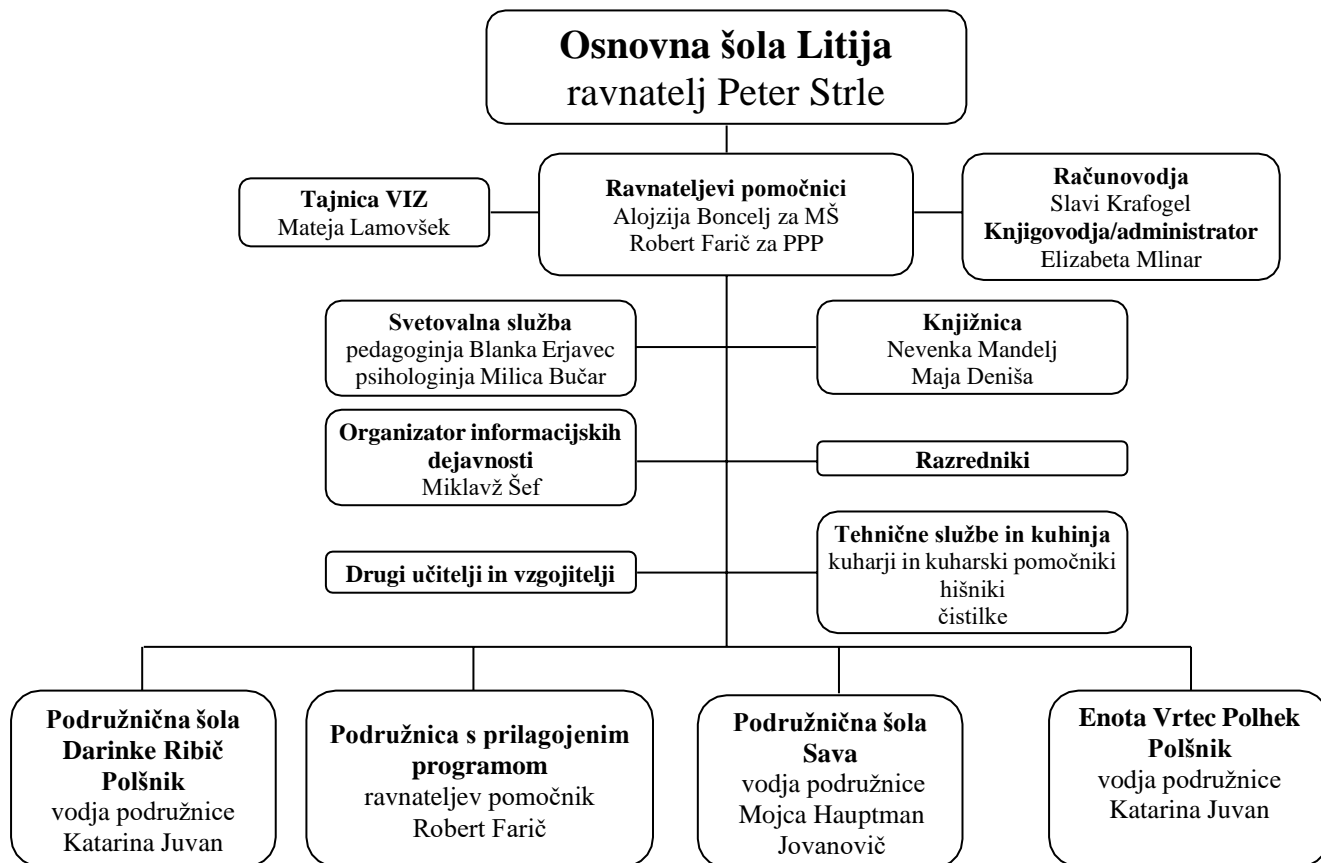 Osnovna šola Litija
ravnatelj Peter Strle
Tajnica VIZ
Mateja Lamovšek
Ravnateljevi pomočnici
Alojzija Boncelj za MŠ
Robert Farič za PPP
Računovodja
Slavi Krafogel
Knjigovodja/administrator
Elizabeta Mlinar
Svetovalna služba
pedagoginja Blanka Erjavec
psihologinja Milica Bučar
Knjižnica
Nevenka Mandelj
Maja Deniša
Organizator informacijskih
dejavnosti
Miklavž Šef
Razredniki
Drugi učitelji in vzgojitelji
Tehnične službe in kuhinja
kuharji in kuharski pomočniki
hišniki
čistilke
Podružnična šola
Darinke Ribič
Polšnik
vodja podružnice
Katarina Juvan
Podružnica s prilagojenim
programom
ravnateljev pomočnik
Robert Farič
Podružnična šola
Sava
vodja podružnice
Mojca Hauptman
Jovanovič
Enota Vrtec Polhek
Polšnik
vodja podružnice
Katarina Juvan